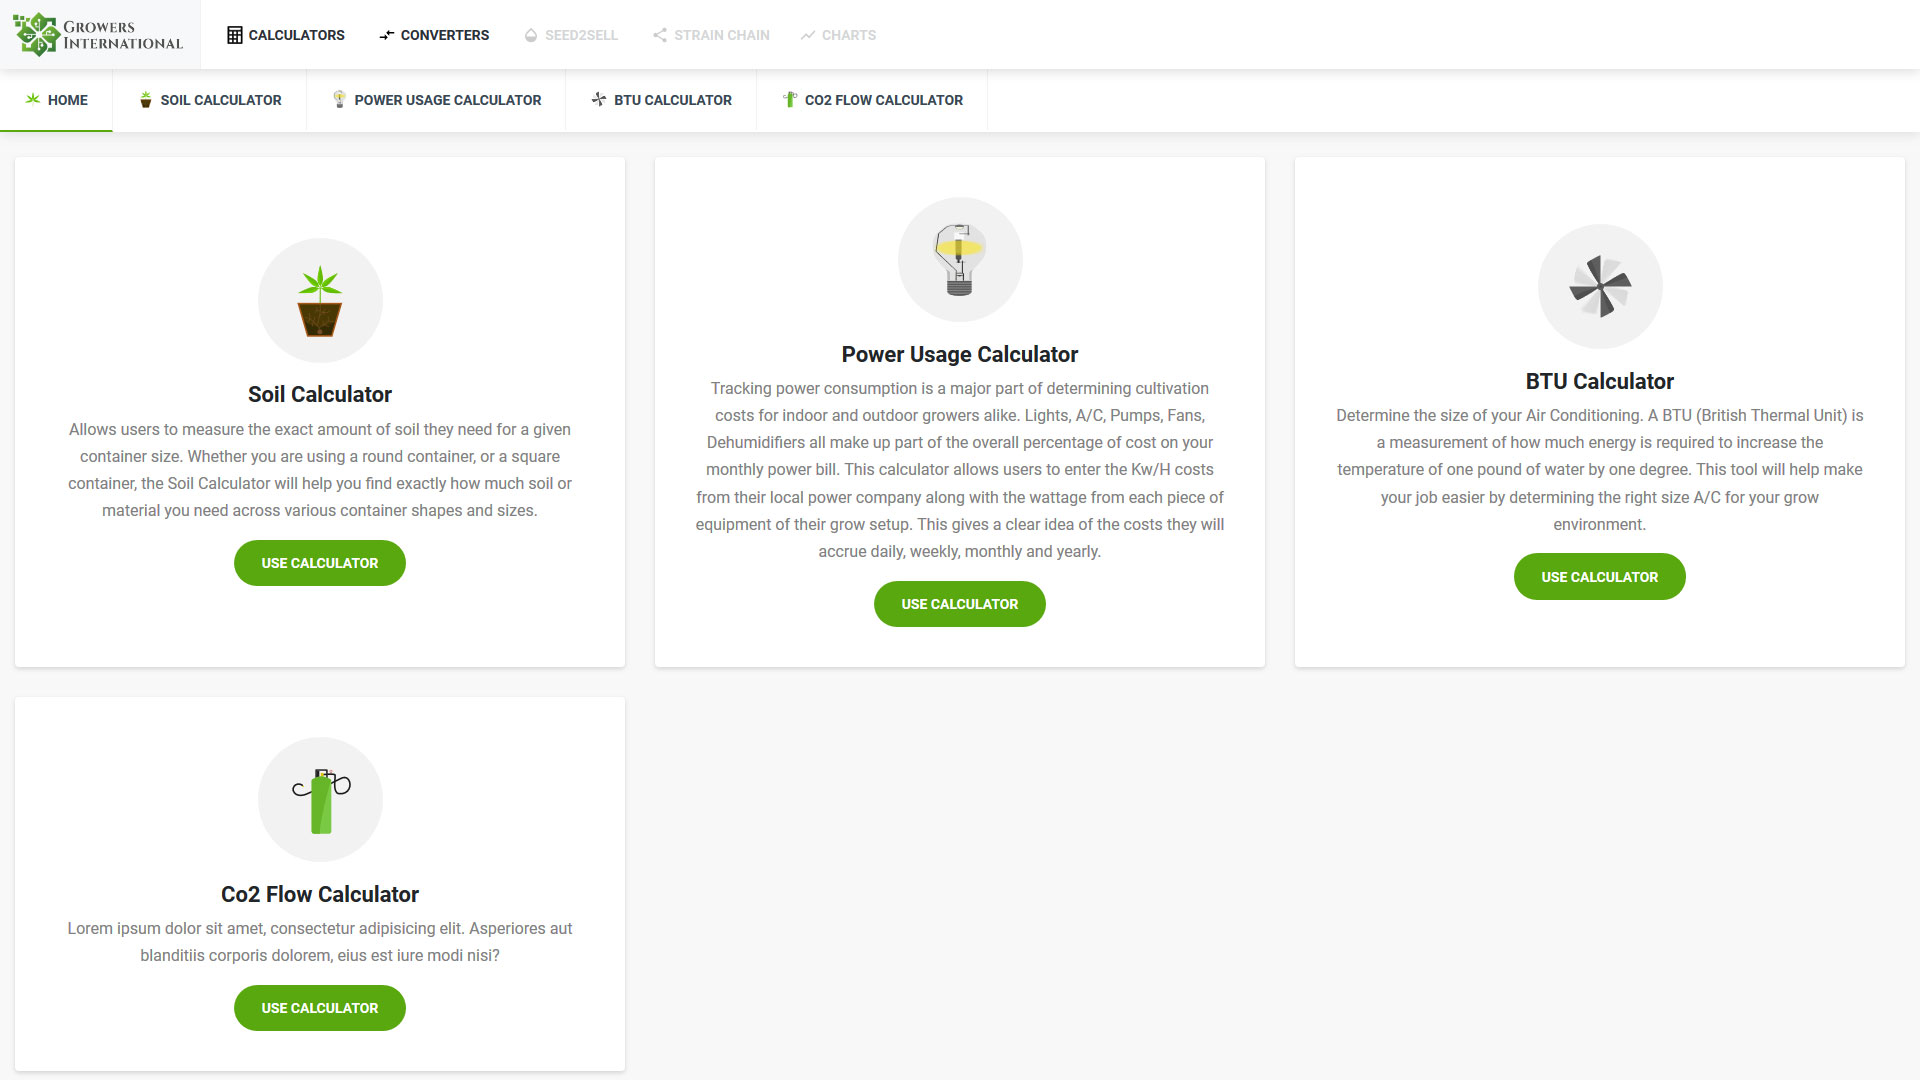 GROWERS
INTERNATIONAL
CALCULATORS
CONVERTERS
SEED2SELL
STRAIN CHAIN
CHARTS
HOME
SOIL CALCULATOR
POWER USAGE CALCULATOR
BTU CALCULATOR
CO2 FLOW CALCULATOR
Soil Calculator
Allows users to measure the exact amount of soil they need for a given
container size. Whether you are using a round container, or a square
container, the Soil Calculator will help you find exactly how much soil or
material you need across various container shapes and sizes.
USE CALCULATOR
Power Usage Calculator
Tracking power consumption is a major part of determining cultivation
costs for indoor and outdoor growers alike. Lights, A/C, Pumps, Fans,
Dehumidifiers all make up part of the overall percentage of cost on your
monthly power bill. This calculator allows users to enter the Kw/H costs
from their local power company along with the wattage from each piece of
equipment of their grow setup. This gives a clear idea of the costs they will
accrue daily, weekly, monthly and yearly.
USE CALCULATOR
BTU Calculator
Determine the size of your Air Conditioning. A BTU (British Thermal Unit) is
a measurement of how much energy is required to increase the
temperature of one pound of water by one degree. This tool will help make
your job easier by determining the right size A/C for your grow
environment.
USE CALCULATOR
Co2 Flow Calculator
Lorem ipsum dolor sit amet, consectetur adipisicing elit. Asperiores aut
blanditiis corporis dolorem, eius est iure modi nisi?
USE CALCULATOR